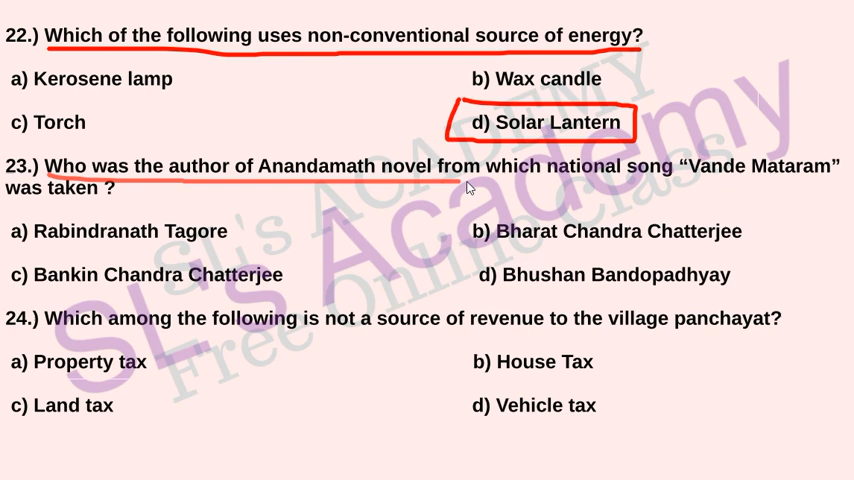 22.) Which of the following uses non-conventional source of energy?
a) Kerosene lamp b) Wax candle
c) Torch d) Solar Lantern
23.) Who was the author of Anandamath novel from which national song “Vande Mataram”
was taken ?
a) Rabindranath Tagore b) Bharat Chandra Chatterjee
c) Bankin Chandra Chatterjee d) Bhushan Bandopadhyay
24.) Which among the following is not a source of revenue to the village panchayat?
a) Property tax b) House Tax
c) Land tax d) Vehicle tax
SL's ACADEMY
SL's Academy
Free Online Class